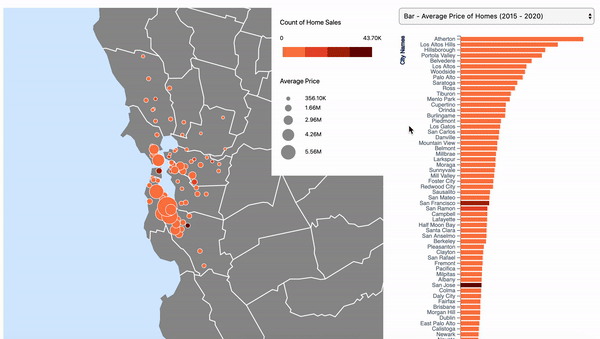 Count of Home Sales
0 43.70K
Average Price
356.10K
1.66M
2.96M
4.26M
5.56M
Bar - Average Price of Homes (2015 - 2020)
City Names
Atherton
Los Altos Hills
Hillsborough
Portola Valley
Belvedere
Los Altos
Woodside
Palo Alto
Saratoga
Ross
Tiburon
Menlo Park
Cupertino
Orinda
Burlingame
Piedmont
Los Gatos
San Carlos
Danville
Mountain View
Belmont
Millbrae
Larkspur
Moraga
Sunnyvale
Mill Valley
Foster City
Redwood City
Sausalito
San Mateo
San Francisco
San Ramon
Campbell
Lafayette
Half Moon Bay
Santa Clara
San Anselmo
Berkeley
Pleasanton
Clayton
San Rafael
Fremont
Pacifica
Milpitas
Albany
San Jose
Colma
Daly City
Fairfax
Brisbane
Morgan Hill
Dublin
East Palo Alto
Calistoga
Newark